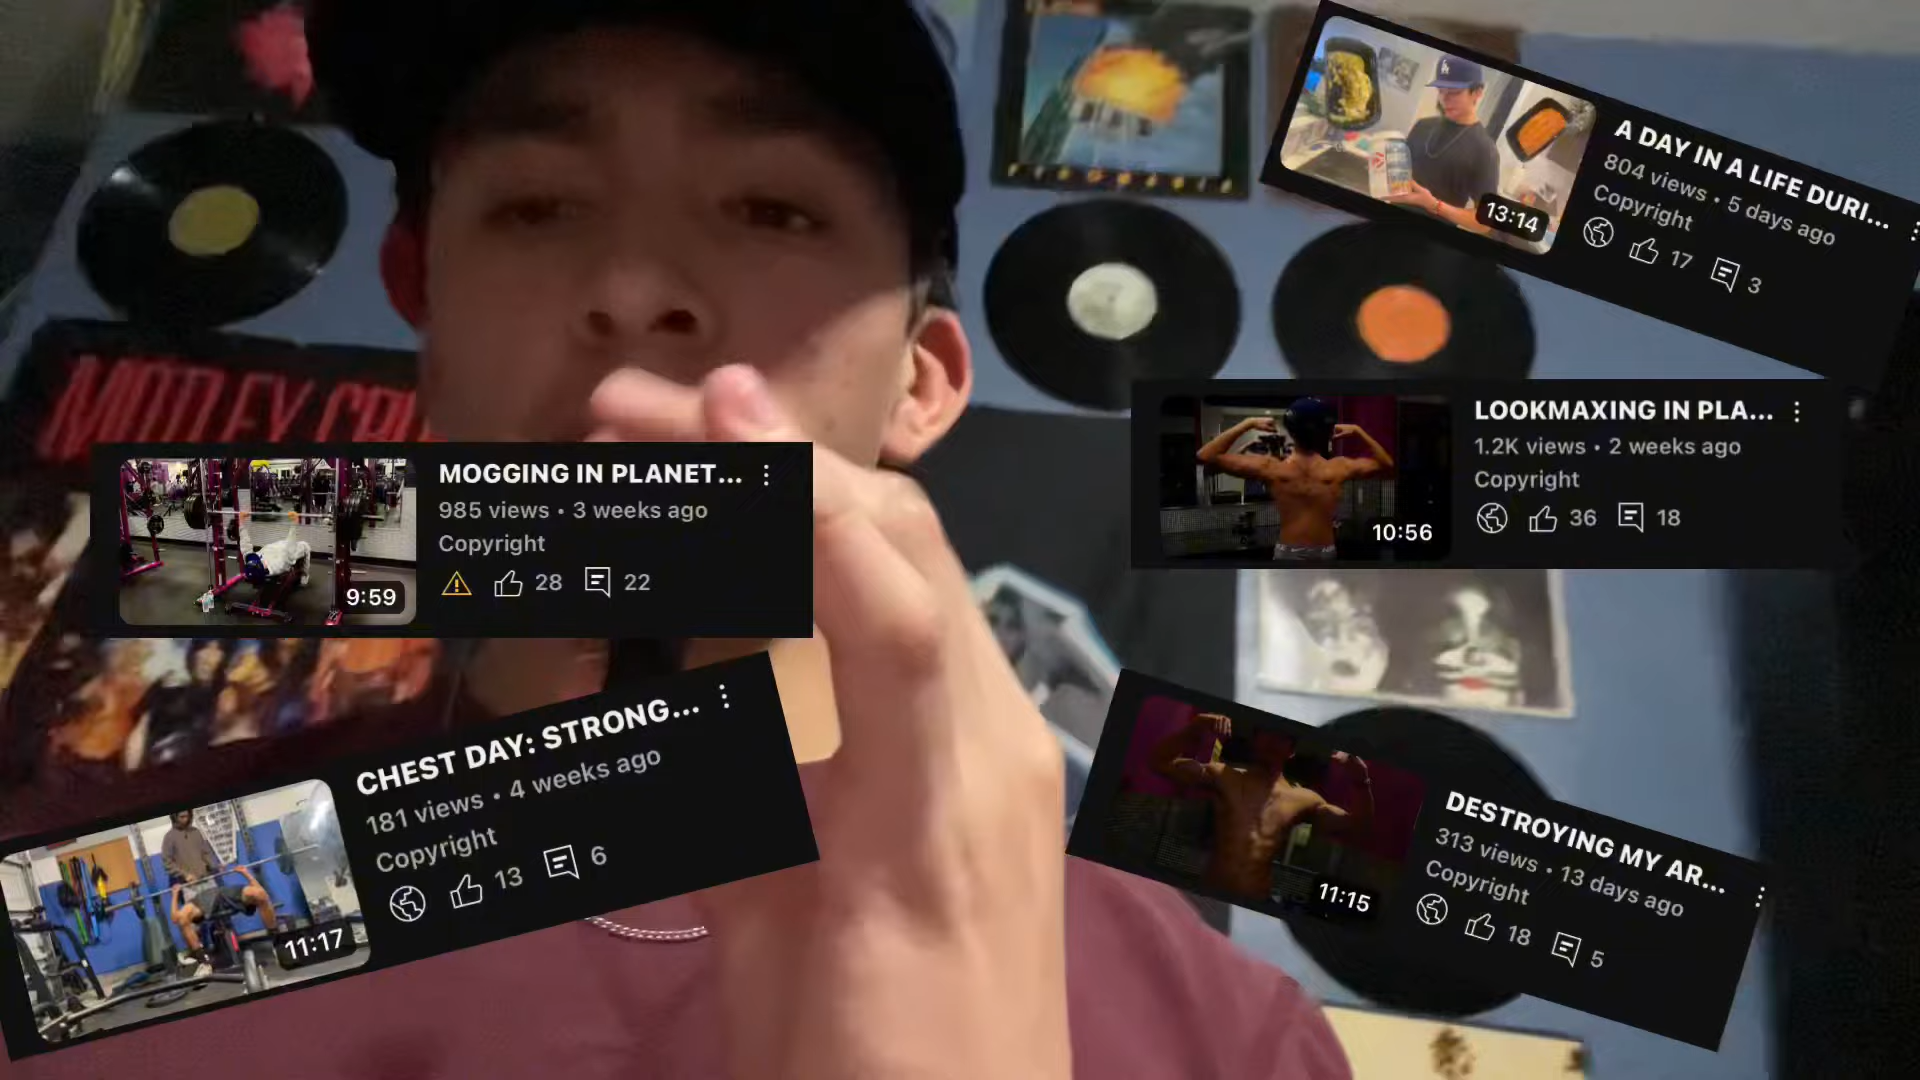 A DAY IN A LIFE DURI...
804 views • 5 days ago
Copyright
17 3
13:14
MÖTLEY CRÜ
LOOKMAXING IN PLA...
1.2K views • 2 weeks ago
Copyright
36 18
10:56
MOGGING IN PLANET...
985 views • 3 weeks ago
Copyright
28 22
9:59
CHEST DAY: STRONG...
181 views • 4 weeks ago
Copyright
13 6
11:17
DESTROYING MY AR...
313 views • 13 days ago
Copyright
18 5
11:15